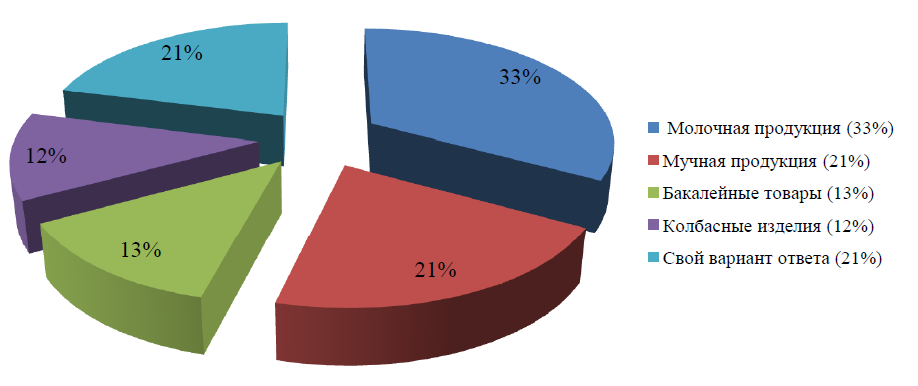 21%
33%
12%
13%
21%
Молочная продукция (33%)
Мучная продукция (21%)
Бакалейные товары (13%)
Колбасные изделия (12%)
Свой вариант ответа (21%)